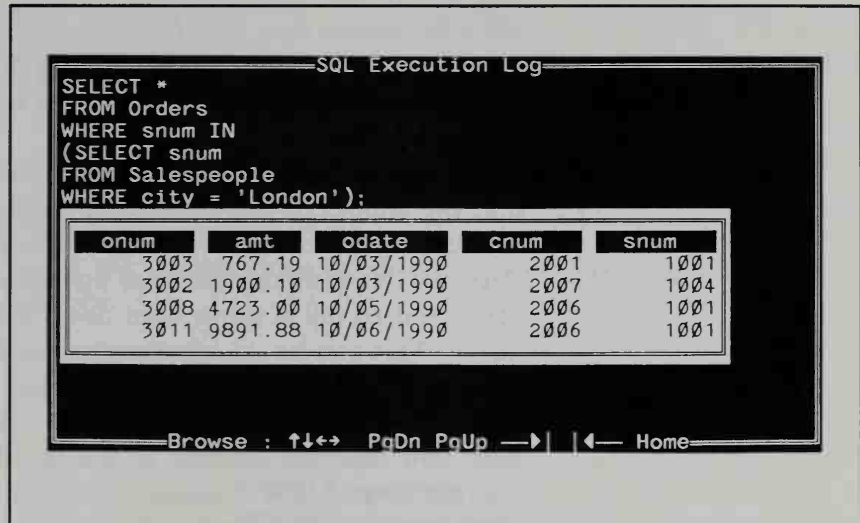 SQL Execution Log
SELECT *
FROM Orders
WHERE snum IN
(SELECT snum
FROM Salespeople
WHERE city = 'London');
onum amt odate cnum snum
3003 767.19 10/03/1990 2001 1001
3002 1900.10 10/03/1990 2007 1004
3008 4723.00 10/05/1990 2006 1001
3011 9891.88 10/06/1990 2006 1001
Browse : ↑↓←→ PgDn PgUp —▶| |◀— Home